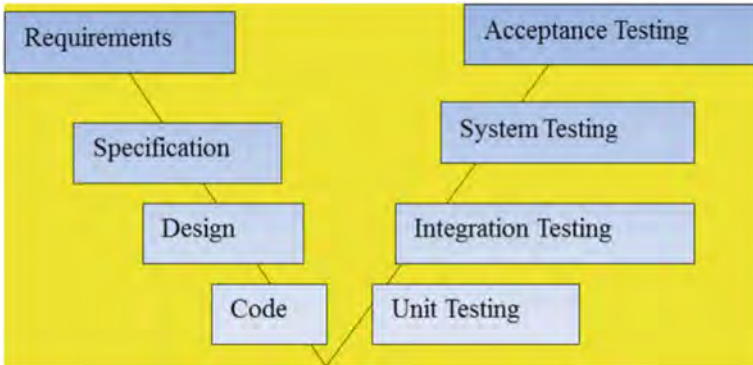 Requirements
Acceptance Testing
Specification
System Testing
Design
Integration Testing
Code
Unit Testing